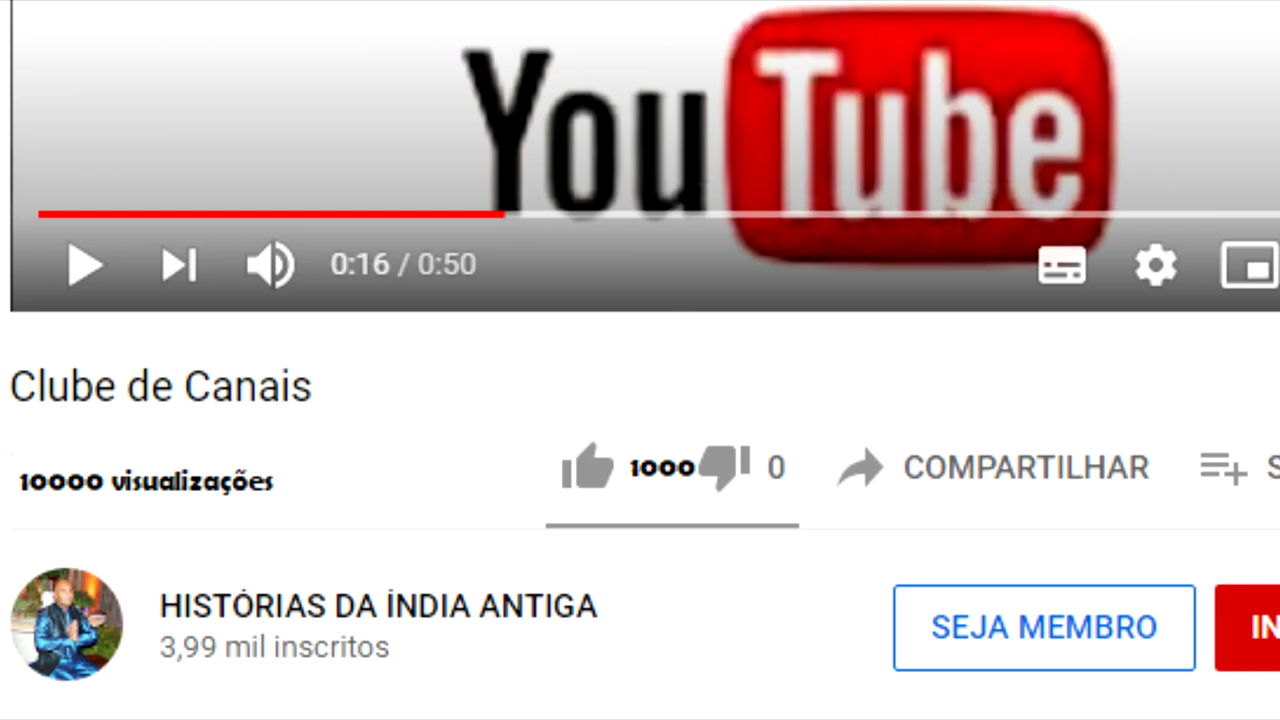 YouTube
0:16 / 0:50
Clube de Canais
10000 visualizações
1000 0 COMPARTILHAR S
HISTÓRIAS DA ÍNDIA ANTIGA
3,99 mil inscritos
SEJA MEMBRO IN